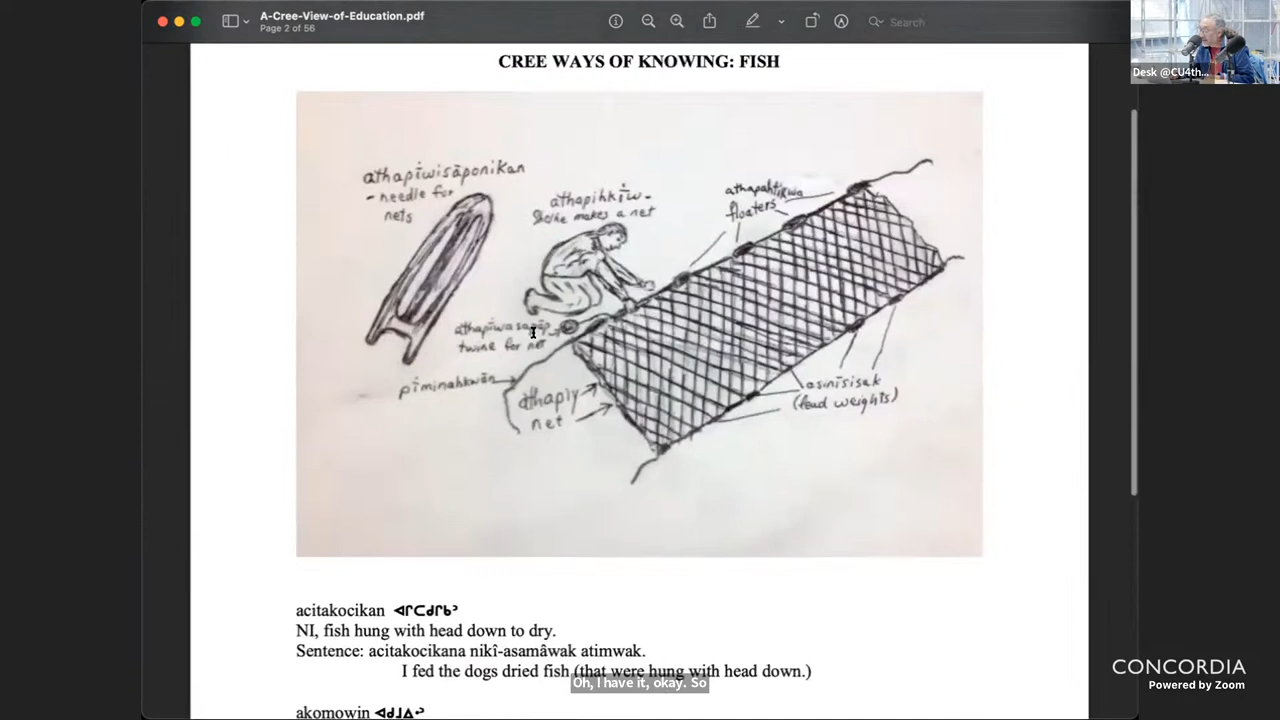 A-Cree-View-of-Education.pdf
Page 2 of 56
Search
Desk @CU4th...
CREE WAYS OF KNOWING: FISH
athapīwisāponikan
- needle for
nets
athapihkīw -
S/he makes a net
athapahtikwa
floaters
twine for net
pīminahkwān
athapiy
net
asinīsisak
(lead weights)
acitakocikan ᐊᒋᑕᑯᒋᑲᐣ
NI, fish hung with head down to dry.
Sentence: acitakocikana nikî-asamâwak atimwak.
I fed the dogs dried fish (that were hung with head down.)
Oh, I have it, okay. So
akomowin ᐊᑯᒧᐃᐧᐣ
CONCORDIA
Powered by Zoom